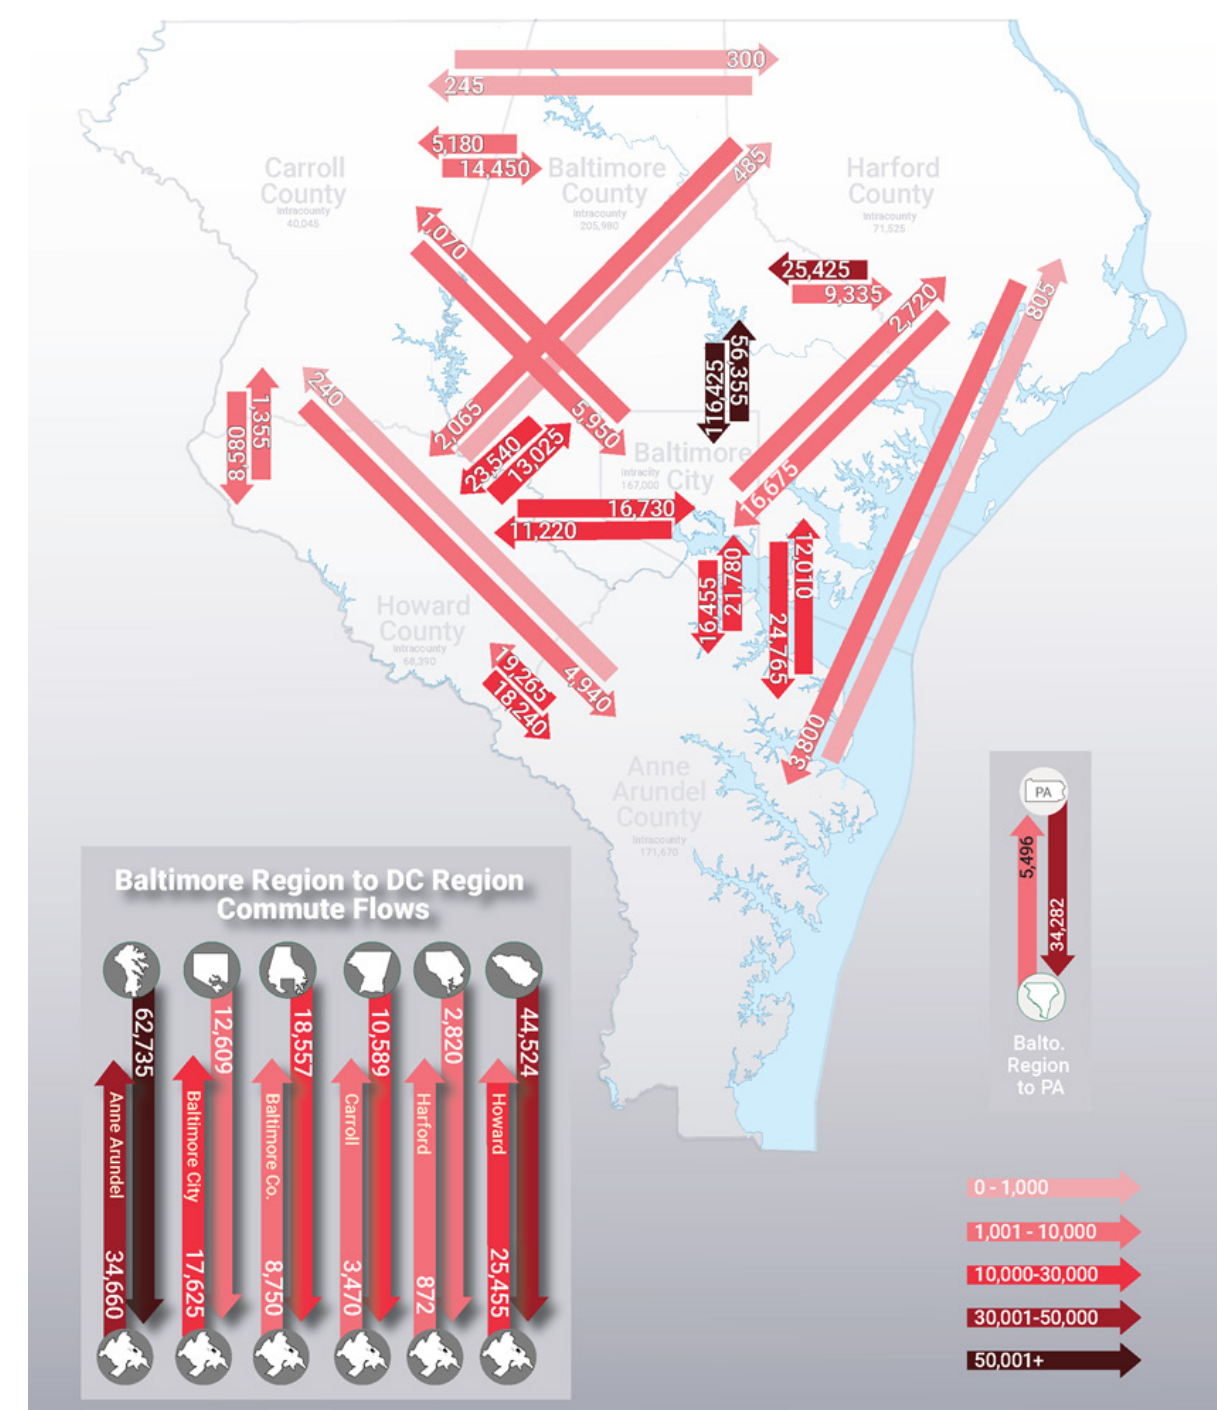 300
245
5,180
14,450
Carroll
County
Intracounty
40,045
Baltimore
County
Intracounty
205,980
Harford
County
Intracounty
71,525
485
2,065
1,070
5,950
25,425
9,335
2,720
16,675
805
3,800
56,355
116,425
240
4,940
1,355
8,580
23,540
13,025
Baltimore
City
Intracity
167,000
16,730
11,220
16,455
21,780
12,010
24,765
Howard
County
Intracounty
68,390
19,265
18,240
Anne
Arundel
County
Intracounty
171,670
PA
5,496
34,282
Balto.
Region
to PA
Baltimore Region to DC Region
Commute Flows
62,735
Anne Arundel
34,660
12,609
Baltimore City
17,625
18,557
Baltimore Co.
8,750
10,589
Carroll
3,470
2,820
Harford
872
44,524
Howard
25,455
0 - 1,000
1,001 - 10,000
10,000-30,000
30,001-50,000
50,001+